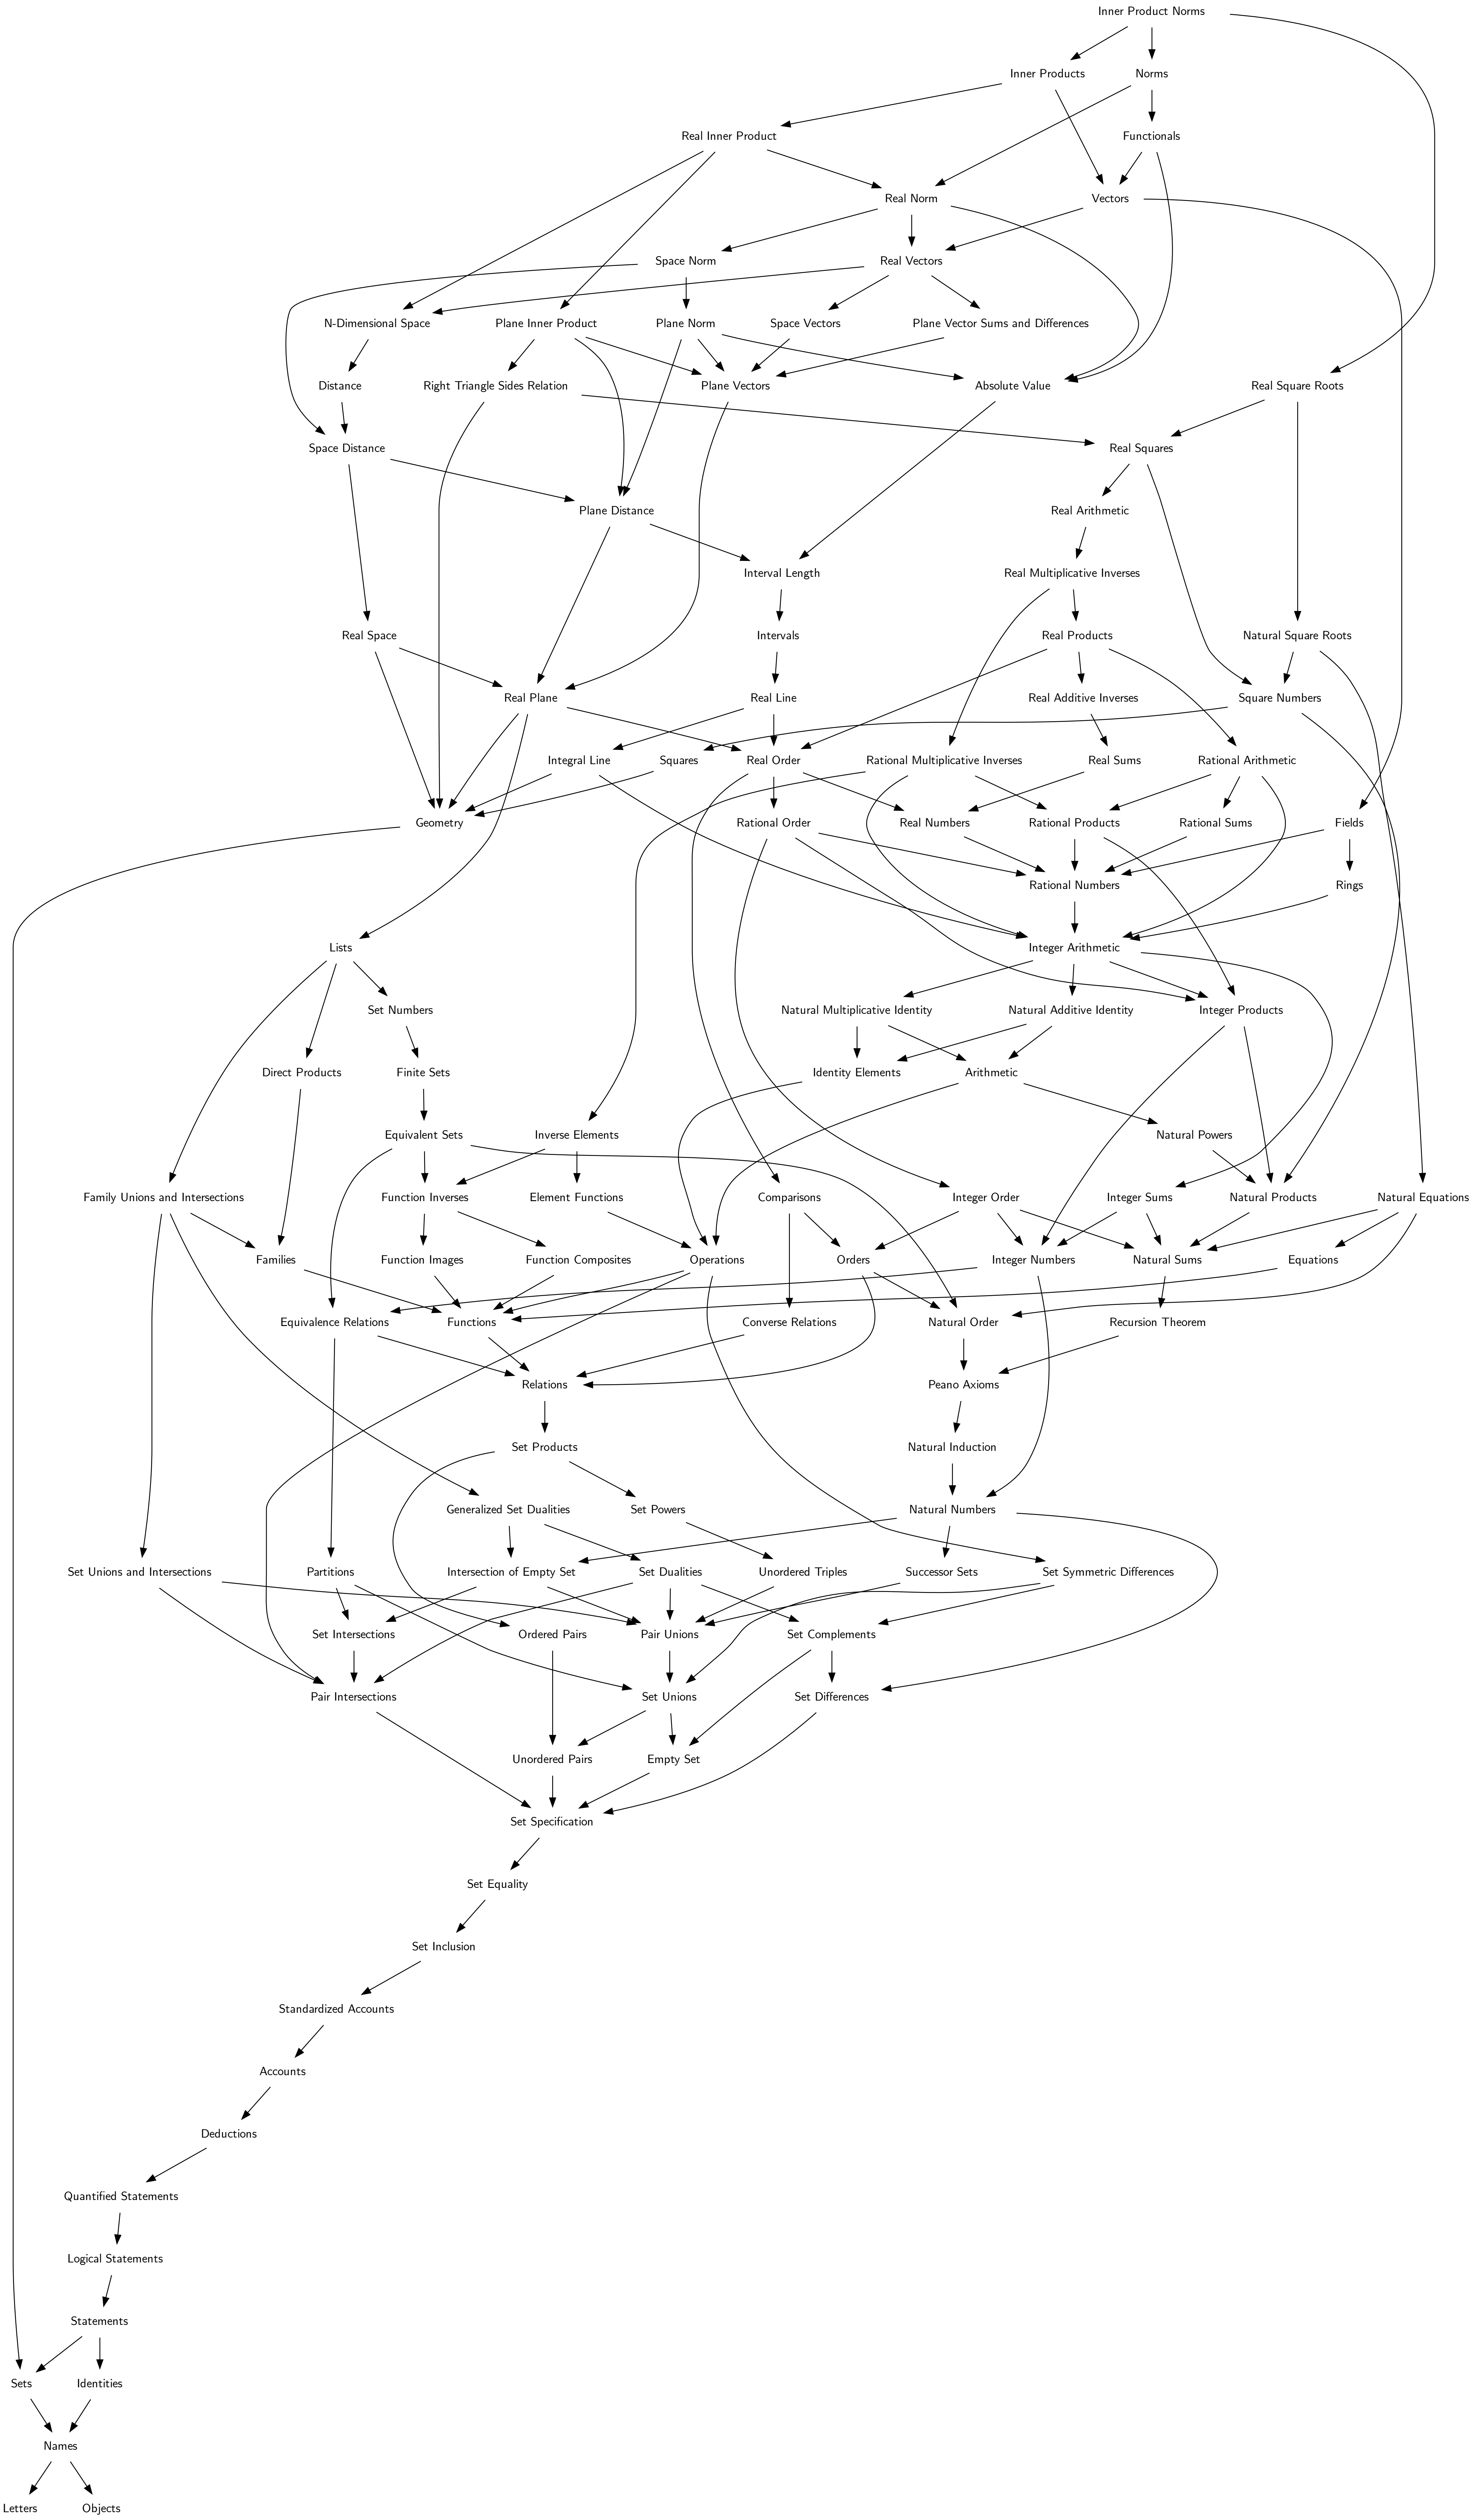 Inner Product Norms
Inner Products
Norms
Real Inner Product
Functionals
Real Norm
Vectors
Space Norm
Real Vectors
N-Dimensional Space
Plane Inner Product
Plane Norm
Space Vectors
Plane Vector Sums and Differences
Distance
Right Triangle Sides Relation
Plane Vectors
Absolute Value
Real Square Roots
Space Distance
Real Squares
Plane Distance
Real Arithmetic
Interval Length
Real Multiplicative Inverses
Real Space
Intervals
Real Products
Natural Square Roots
Real Plane
Real Line
Real Additive Inverses
Square Numbers
Integral Line
Squares
Real Order
Rational Multiplicative Inverses
Real Sums
Rational Arithmetic
Geometry
Rational Order
Real Numbers
Rational Products
Rational Sums
Fields
Rational Numbers
Rings
Lists
Integer Arithmetic
Set Numbers
Natural Multiplicative Identity
Natural Additive Identity
Integer Products
Direct Products
Finite Sets
Identity Elements
Arithmetic
Equivalent Sets
Inverse Elements
Natural Powers
Family Unions and Intersections
Function Inverses
Element Functions
Comparisons
Integer Order
Integer Sums
Natural Products
Natural Equations
Families
Function Images
Function Composites
Operations
Orders
Integer Numbers
Natural Sums
Equations
Equivalence Relations
Functions
Converse Relations
Natural Order
Recursion Theorem
Relations
Peano Axioms
Set Products
Natural Induction
Generalized Set Dualities
Set Powers
Natural Numbers
Set Unions and Intersections
Partitions
Intersection of Empty Set
Set Dualities
Unordered Triples
Successor Sets
Set Symmetric Differences
Set Intersections
Ordered Pairs
Pair Unions
Set Complements
Pair Intersections
Set Unions
Set Differences
Unordered Pairs
Empty Set
Set Specification
Set Equality
Set Inclusion
Standardized Accounts
Accounts
Deductions
Quantified Statements
Logical Statements
Statements
Sets
Identities
Names
Letters
Objects